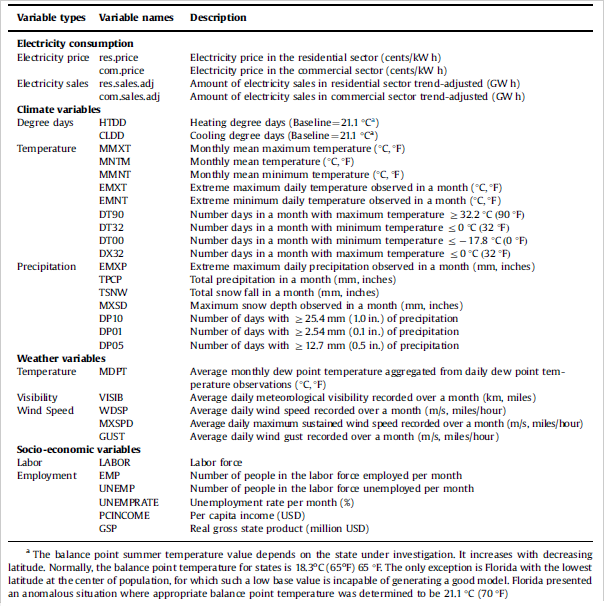 Variable types Variable names Description
Electricity consumption
Electricity price res.price Electricity price in the residential sector (cents/kW h)
com.price Electricity price in the commercial sector (cents/kW h)
Electricity sales res.sales.adj Amount of electricity sales in residential sector trend-adjusted (GW h)
com.sales.adj Amount of electricity sales in commercial sector trend-adjusted (GW h)
Climate variables
Degree days HTDD Heating degree days (Baseline=21.1 °Cᵃ)
CLDD Cooling degree days (Baseline=21.1 °Cᵃ)
Temperature MMXT Monthly mean maximum temperature (°C, °F)
MNTM Monthly mean temperature (°C, °F)
MMNT Monthly mean minimum temperature (°C, °F)
EMXT Extreme maximum daily temperature observed in a month (°C, °F)
EMNT Extreme minimum daily temperature observed in a month (°C, °F)
DT90 Number days in a month with maximum temperature ≥ 32.2 °C (90 °F)
DT32 Number days in a month with minimum temperature ≤ 0 °C (32 °F)
DT00 Number days in a month with minimum temperature ≤ −17.8 °C (0 °F)
DX32 Number days in a month with maximum temperature ≤ 0 °C (32 °F)
Precipitation EMXP Extreme maximum daily precipitation observed in a month (mm, inches)
TPCP Total precipitation in a month (mm, inches)
TSNW Total snow fall in a month (mm, inches)
MXSD Maximum snow depth observed in a month (mm, inches)
DP10 Number of days with ≥ 25.4 mm (1.0 in.) of precipitation
DP01 Number of days with ≥ 2.54 mm (0.1 in.) of precipitation
DP05 Number of days with ≥ 12.7 mm (0.5 in.) of precipitation
Weather variables
Temperature MDPT Average monthly dew point temperature aggregated from daily dew point tem-
perature observations (°C, °F)
Visibility VISIB Average daily meteorological visibility recorded over a month (km, miles)
Wind Speed WDSP Average daily wind speed recorded over a month (m/s, miles/hour)
MXSPD Average daily maximum sustained wind speed recorded over a month (m/s, miles/hour)
GUST Average daily wind gust recorded over a month (m/s, miles/hour)
Socio-economic variables
Labor LABOR Labor force
Employment EMP Number of people in the labor force employed per month
UNEMP Number of people in the labor force unemployed per month
UNEMPRATE Unemployment rate per month (%)
PCINCOME Per capita income (USD)
GSP Real gross state product (million USD)
ᵃ The balance point summer temperature value depends on the state under investigation. It increases with decreasing
latitude. Normally, the balance point temperature for states is 18.3°C (65°F) 65 °F. The only exception is Florida with the lowest
latitude at the center of population, for which such a low base value is incapable of generating a good model. Florida presented
an anomalous situation where appropriate balance point temperature was determined to be 21.1 °C (70 °F)